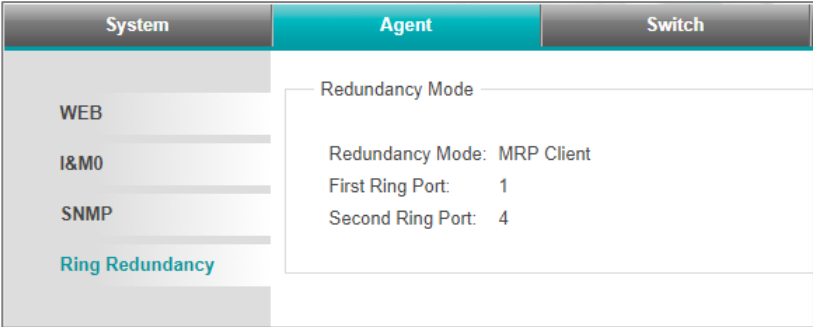 System Agent Switch
WEB
I&M0
SNMP
Ring Redundancy
Redundancy Mode
Redundancy Mode: MRP Client
First Ring Port: 1
Second Ring Port: 4